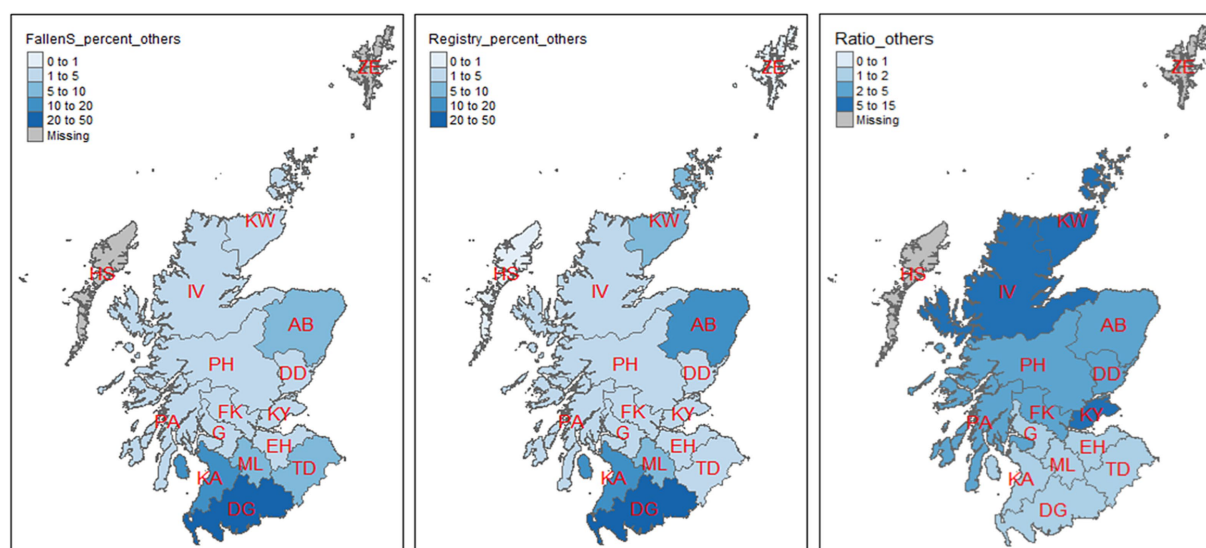 FallenS_percent_others
0 to 1
1 to 5
5 to 10
10 to 20
20 to 50
Missing
ZE
KW
HS
IV
AB
PH
DD
FK
KY
PA
G
EH
ML
TD
KA
DG
Registry_percent_others
0 to 1
1 to 5
5 to 10
10 to 20
20 to 50
ZE
KW
HS
IV
AB
PH
DD
FK
KY
PA
G
EH
ML
TD
KA
DG
Ratio_others
0 to 1
1 to 2
2 to 5
5 to 15
Missing
ZE
KW
HS
IV
AB
PH
DD
FK
KY
PA
G
EH
ML
TD
KA
DG